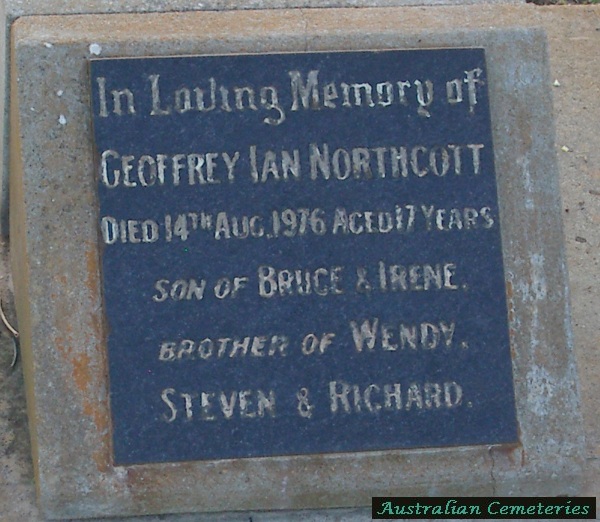 In Loving Memory of
GEOFFREY IAN NORTHCOTT
DIED 14TH AUG. 1976 AGED 17 YEARS
SON OF BRUCE & IRENE.
BROTHER OF WENDY.
STEVEN & RICHARD.
Australian Cemeteries